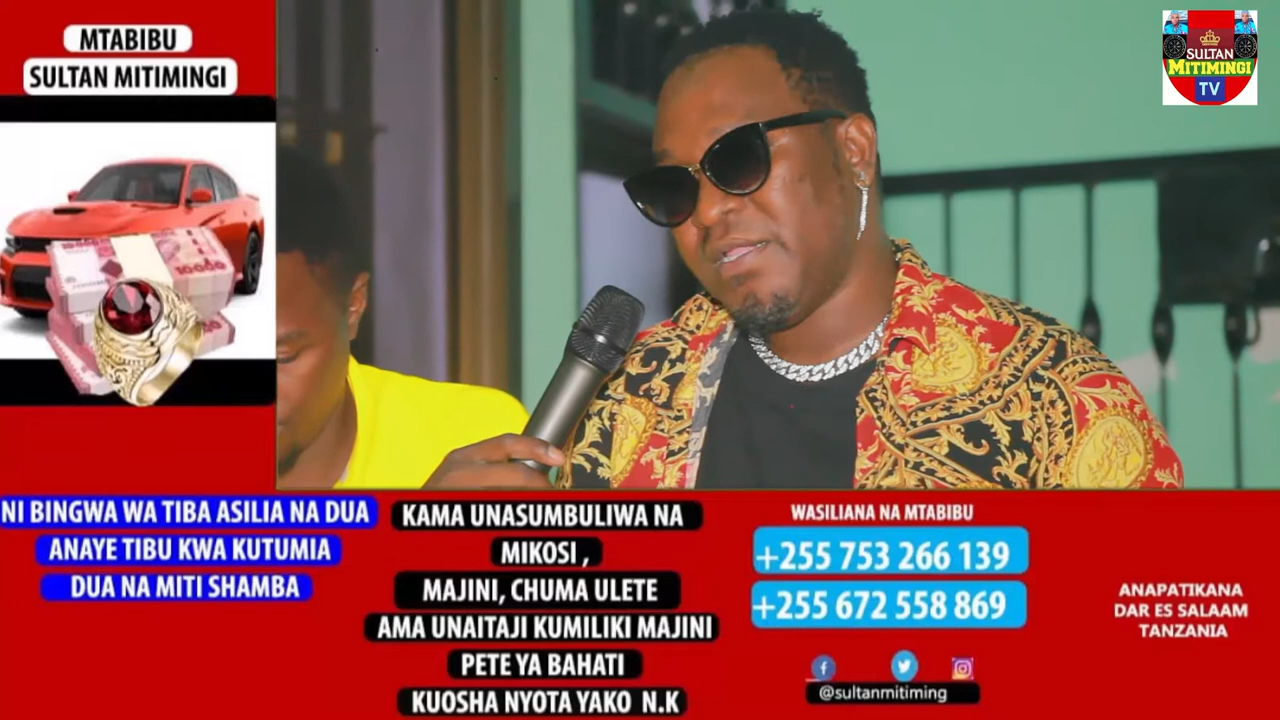 MTABIBU
SULTAN MITIMINGI
SULTAN
MITIMINGI
TV
10000
NI BINGWA WA TIBA ASILIA NA DUA
ANAYE TIBU KWA KUTUMIA
DUA NA MITI SHAMBA
KAMA UNASUMBULIWA NA
MIKOSI ,
MAJINI, CHUMA ULETE
AMA UNAITAJI KUMILIKI MAJINI
PETE YA BAHATI
KUOSHA NYOTA YAKO N.K
WASILIANA NA MTABIBU
+255 753 266 139
+255 672 558 869
@sultanmitiming
ANAPATIKANA
DAR ES SALAAM
TANZANIA